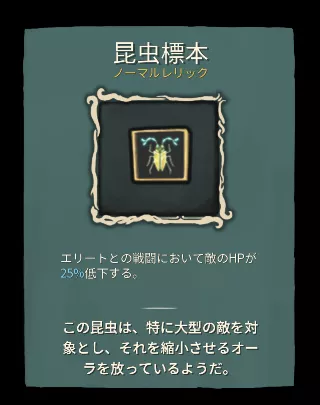 昆虫標本
ノーマルレリック
エリートとの戦闘において敵のHPが
25%低下する。
この昆虫は、特に大型の敵を対
象とし、それを縮小させるオー
ラを放っているようだ。